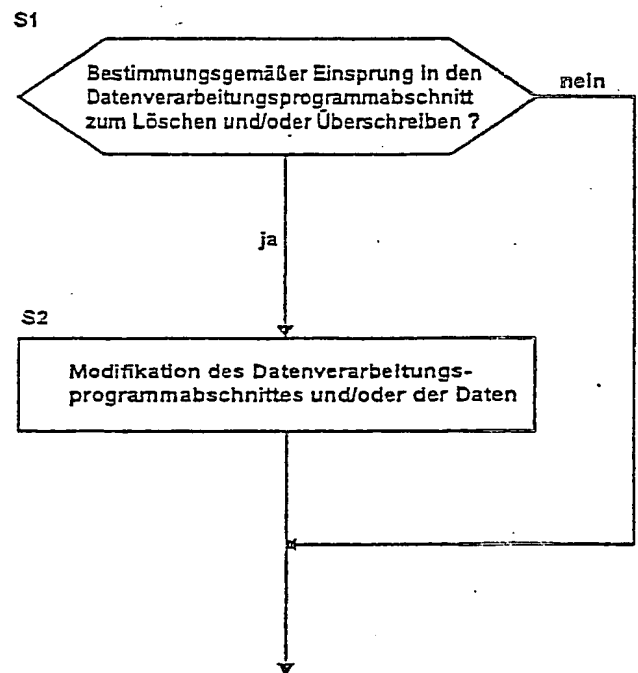 S1
Bestimmungsgemäßer Einsprung in den
Datenverarbeitungsprogrammabschnitt
zum Löschen und/oder Überschreiben ?
nein
ja
S2
Modifikation des Datenverarbeitungs-
programmabschnittes und/oder der Daten